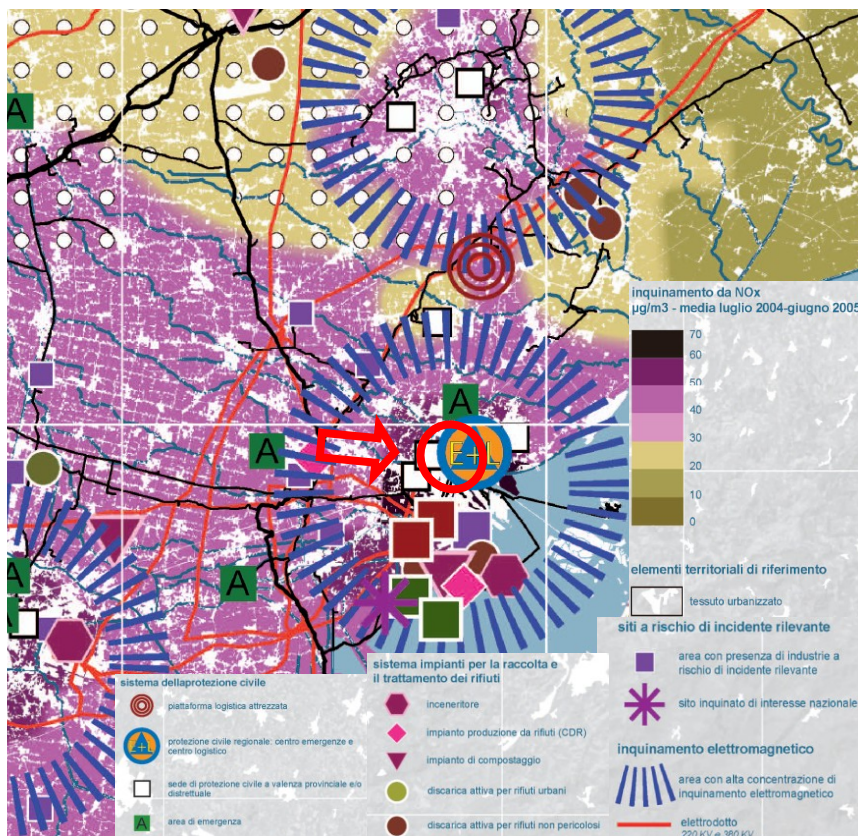 A
A
E+L
A
A
A
A
A
inquinamento da NOx
µg/m3 - media luglio 2004-giugno 2005
70
60
50
40
30
20
10
0
elementi territoriali di riferimento
tessuto urbanizzato
siti a rischio di incidente rilevante
area con presenza di industrie a
rischio di incidente rilevante
sito inquinato di interesse nazionale
inquinamento elettromagnetico
area con alta concentrazione di
inquinamento elettromagnetico
elettrodotto
220 KV e 380 KV
sistema dellaprotezione civile
piattaforma logistica attrezzata
E+L
protezione civile regionale: centro emergenze e
centro logistico
sede di protezione civile a valenza provinciale e/o
distrettuale
A
area di emergenza
sistema impianti per la raccolta e
il trattamento dei rifiuti
inceneritore
impianto produzione da rifiuti (CDR)
impianto di compostaggio
discarica attiva per rifiuti urbani
discarica attiva per rifiuti non pericolosi